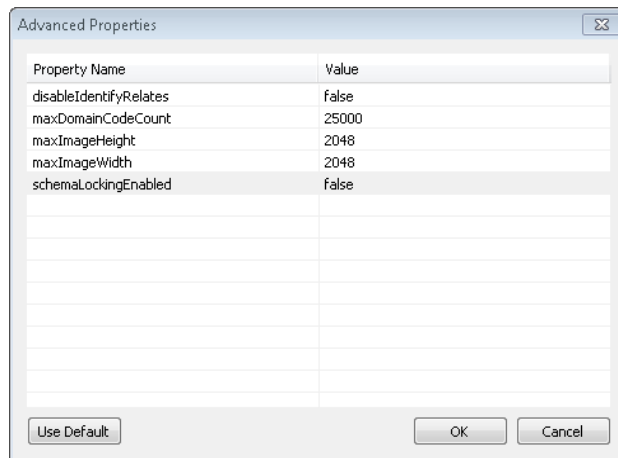 Advanced Properties
Property Name Value
disableIdentifyRelates false
maxDomainCodeCount 25000
maxImageHeight 2048
maxImageWidth 2048
schemaLockingEnabled false
Use Default OK Cancel